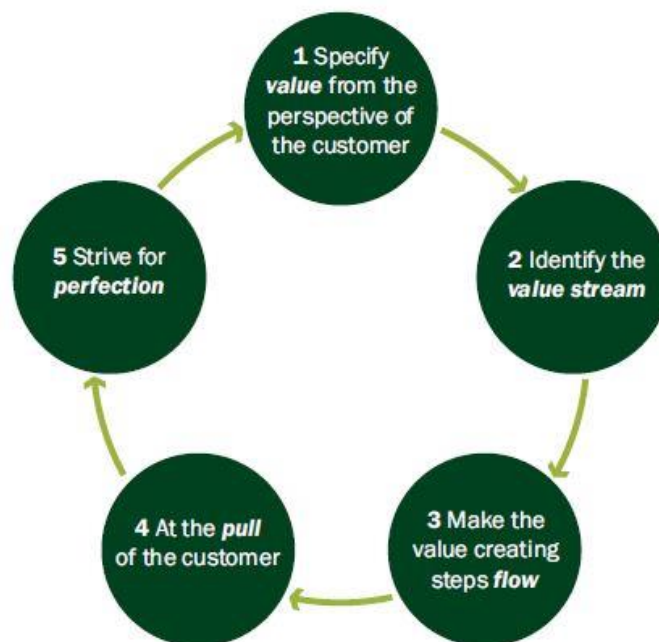 1 Specify
value from the
perspective of
the customer
2 Identify the
value stream
3 Make the
value creating
steps flow
4 At the pull
of the customer
5 Strive for
perfection